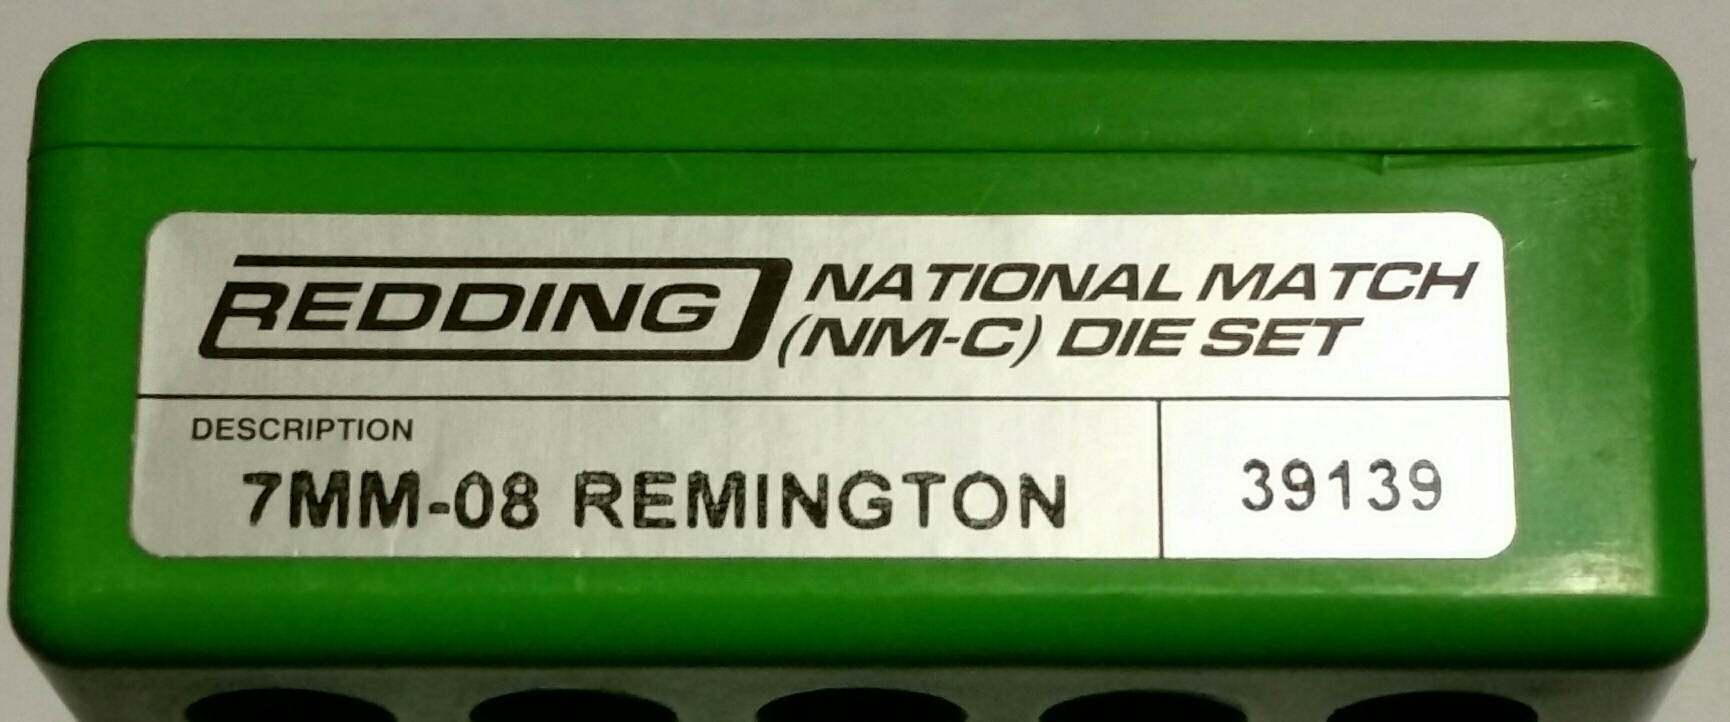 REDDING NATIONAL MATCH
(NM-C) DIE SET
DESCRIPTION
7MM-08 REMINGTON 39139